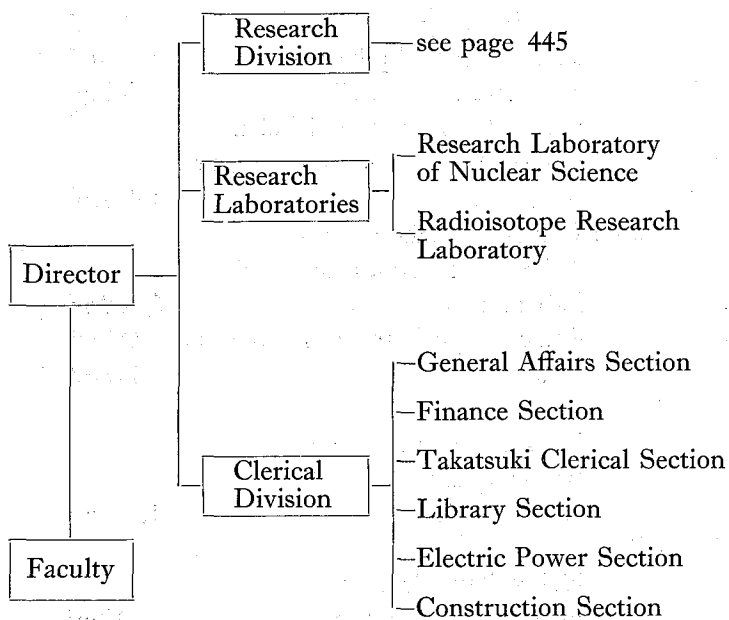 Research
Division
see page 445
Research
Laboratories
Research Laboratory
of Nuclear Science
Radioisotope Research
Laboratory
Director
General Affairs Section
Finance Section
Takatsuki Clerical Section
Clerical
Division
Library Section
Electric Power Section
Construction Section
Faculty